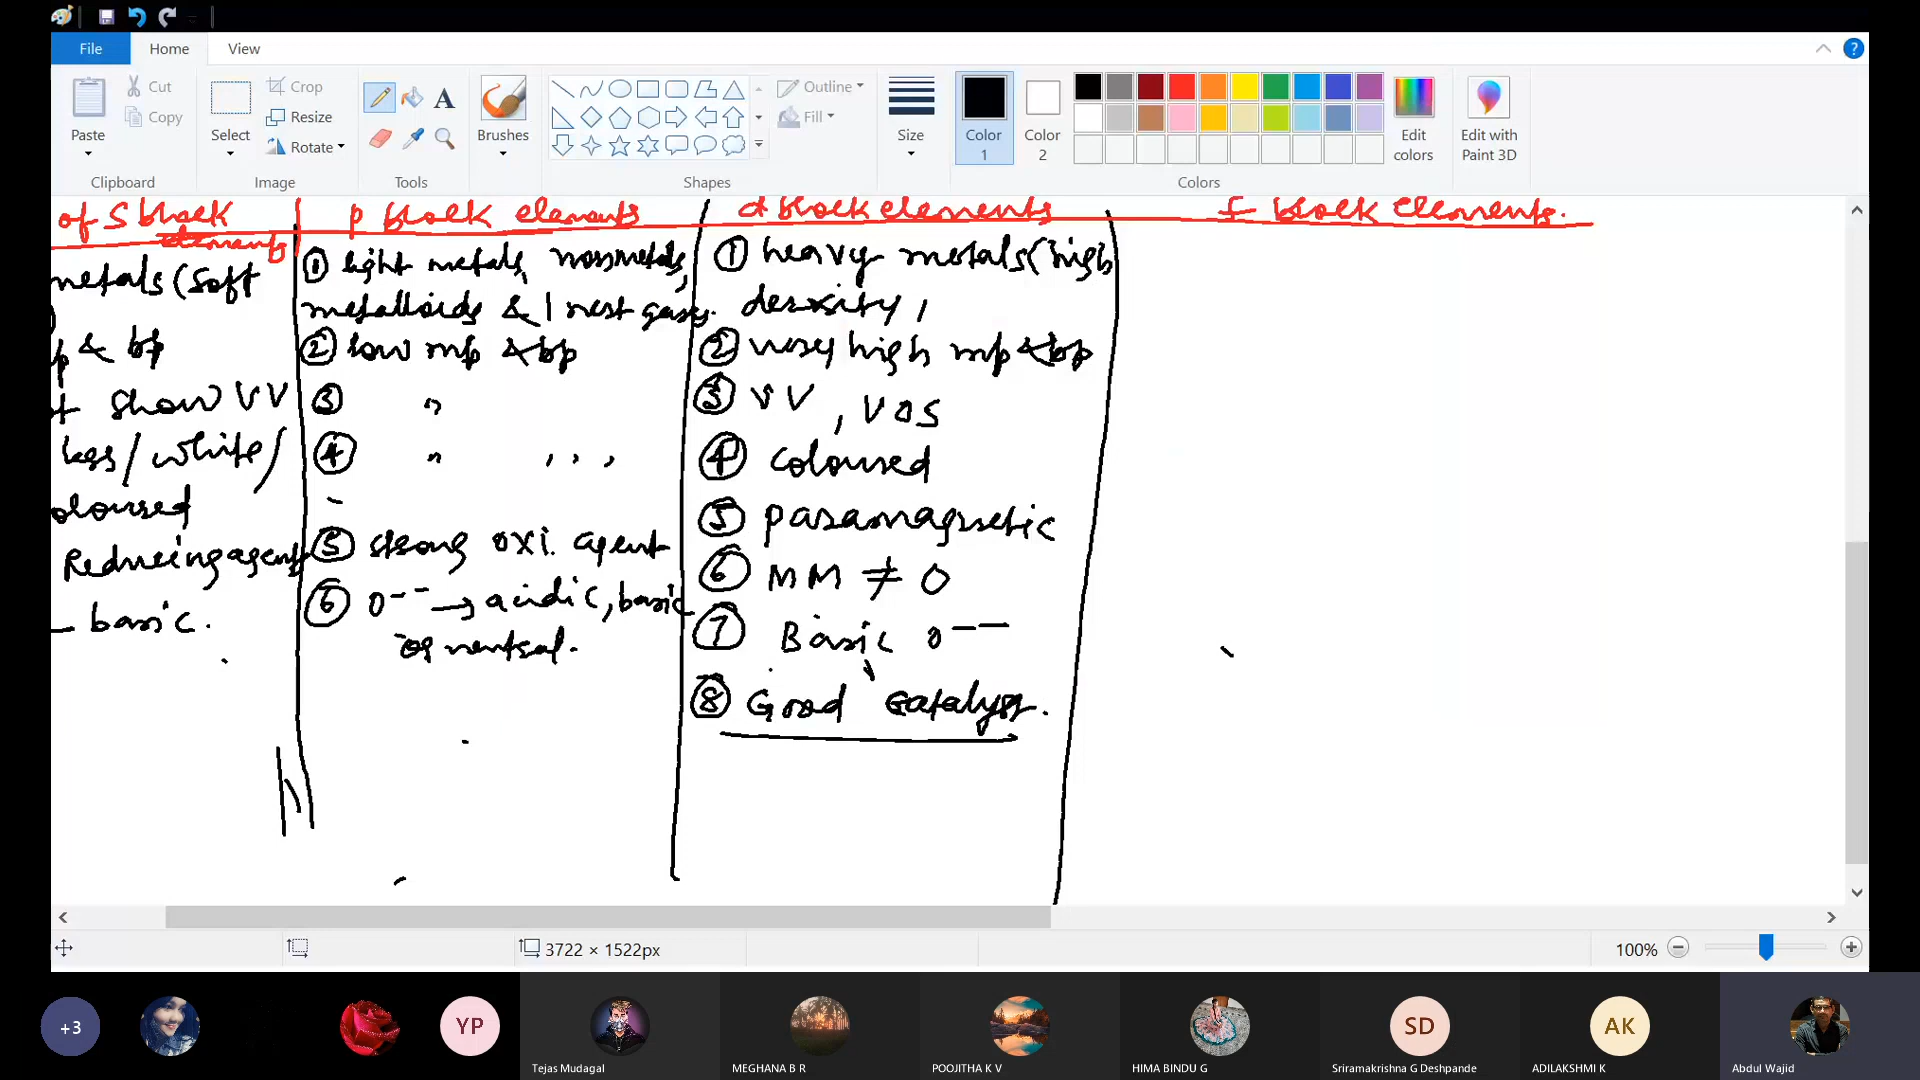 File Home View
Paste
Cut
Copy
Clipboard
Select
Crop
Resize
Rotate
Image
Tools
Brushes
Shapes
Outline
Fill
Size
Color 1
Color 2
Colors
Edit colors
Edit with Paint 3D
of S block elements
metals (soft
& bp
show VV
less/white/
coloured
Reducing agents
basic.
p block elements
① light metals, nonmetals,
metalloids & Inert gases.
② low mp & bp
③ "
④ " , , ,
⑤ strong oxi. agent
⑥ O⁻⁻ → acidic, basic
or neutral.
d block elements
① heavy metals (high
density,
② very high mp & bp
③ VV, VOS
④ coloured
⑤ paramagnetic
⑥ MM ≠ 0
⑦ Basic O⁻⁻
⑧ Good catalyst.
f block elements.
3722 × 1522px
100%
+3
YP
SD
AK
Tejas Mudagal
MEGHANA B R
POOJITHA K V
HIMA BINDU G
Sriramakrishna G Deshpande
ADILAKSHMI K
Abdul Wajid